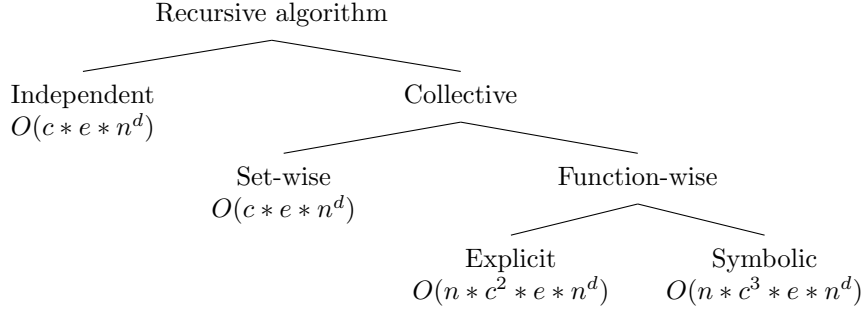 Recursive algorithm
Independent
O(c ∗ e ∗ n^d)
Collective
Set-wise
O(c ∗ e ∗ n^d)
Function-wise
Explicit
O(n ∗ c^2 ∗ e ∗ n^d)
Symbolic
O(n ∗ c^3 ∗ e ∗ n^d)